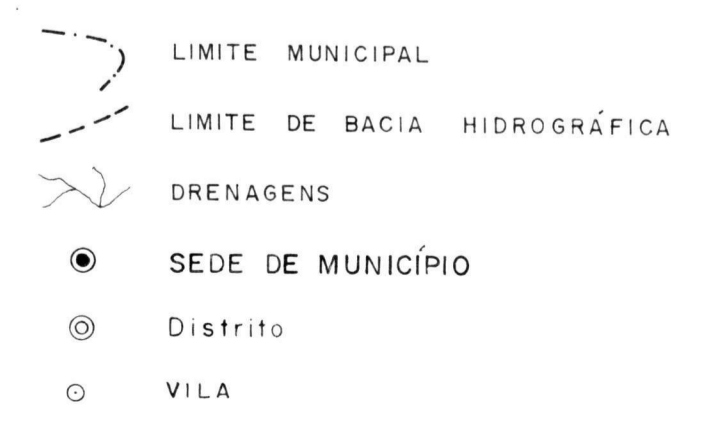 LIMITE MUNICIPAL
LIMITE DE BACIA HIDROGRÁFICA
DRENAGENS
SEDE DE MUNICÍPIO
Distrito
VILA